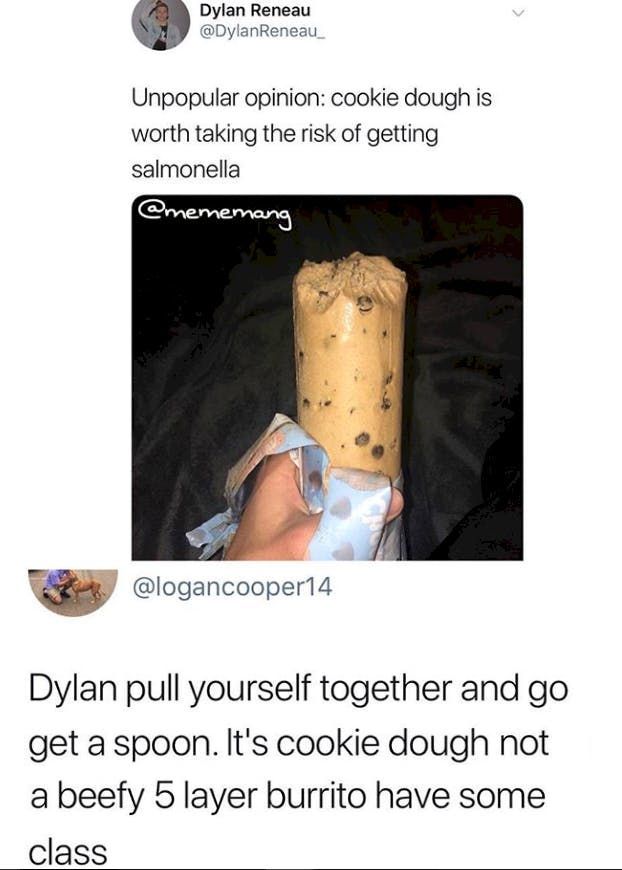 Dylan Reneau
@DylanReneau_
Unpopular opinion: cookie dough is
worth taking the risk of getting
salmonella
@mememang
@logancooper14
Dylan pull yourself together and go
get a spoon. It's cookie dough not
a beefy 5 layer burrito have some
class